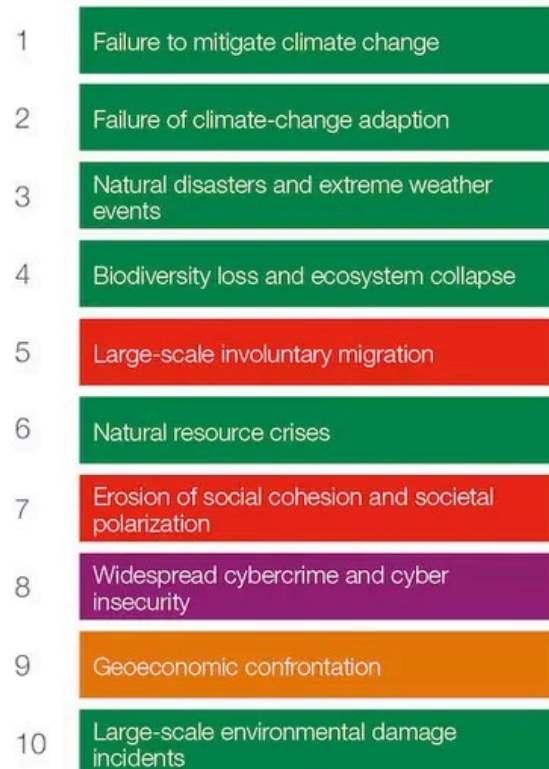 1 Failure to mitigate climate change
2 Failure of climate-change adaption
3 Natural disasters and extreme weather
events
4 Biodiversity loss and ecosystem collapse
5 Large-scale involuntary migration
6 Natural resource crises
7 Erosion of social cohesion and societal
polarization
8 Widespread cybercrime and cyber
insecurity
9 Geoeconomic confrontation
10 Large-scale environmental damage
incidents